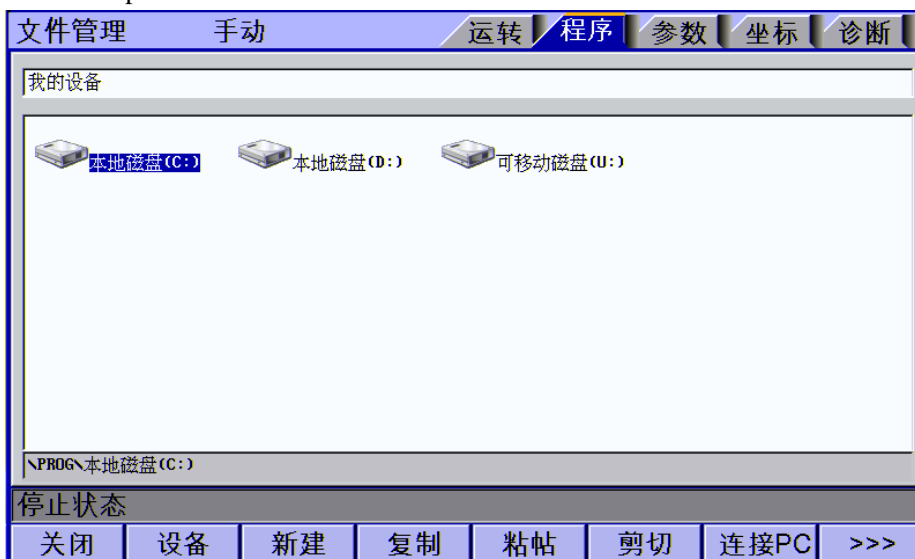 文件管理 手动 运转 程序 参数 坐标 诊断
我的设备
本地磁盘(C:) 本地磁盘(D:) 可移动磁盘(U:)
\PROG\本地磁盘(C:)
停止状态
关闭 设备 新建 复制 粘帖 剪切 连接PC >>>